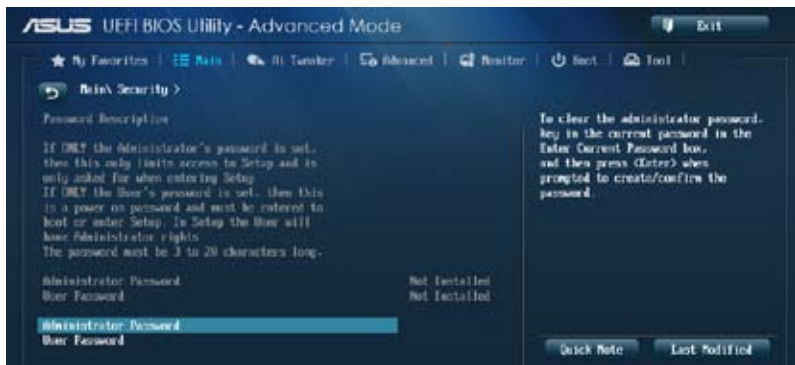 ASUS UEFI BIOS Utility - Advanced Mode
Exit
My Favorites | Main | Ai Tweaker | Advanced | Monitor | Boot | Tool
Main\ Security >
Password Description
If ONLY the Administrator's password is set,
then this only limits access to Setup and is
only asked for when entering Setup
If ONLY the User's password is set, then this
is a power on password and must be entered to
boot or enter Setup. In Setup the User will
have Administrator rights
The password must be 3 to 20 characters long.
Administrator Password Not Installed
User Password Not Installed
Administrator Password
User Password
To clear the administrator password,
key in the current password in the
Enter Current Password box,
and then press <Enter> when
prompted to create/confirm the
password.
Quick Note
Last Modified